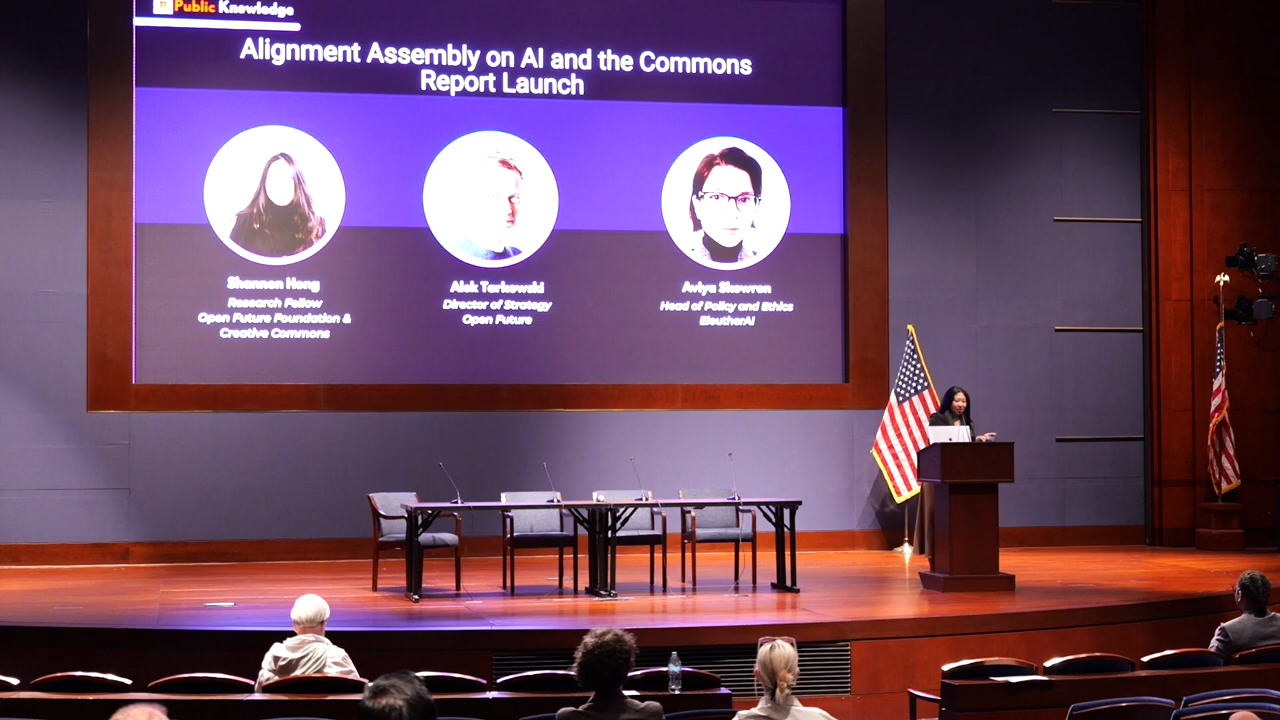 Public Knowledge
Alignment Assembly on AI and the Commons
Report Launch
Shannon Hong
Research Fellow
Open Future Foundation &
Creative Commons
Alek Tarkowski
Director of Strategy
Open Future
Aviya Skowron
Head of Policy and Ethics
EleutherAI